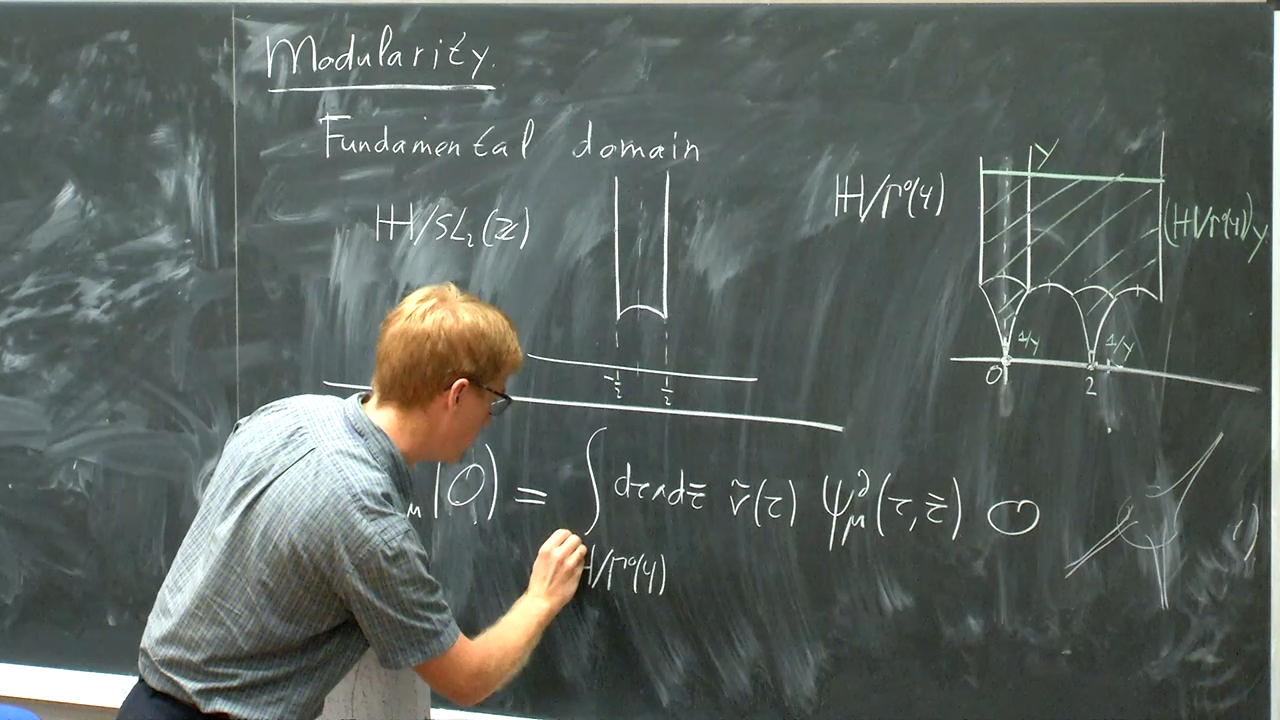 Modularity.
Fundamental domain
ℍ/SL₂(ℤ)
-1/2 1/2
ℍ/Γ⁰(4)
Y
(ℍ/Γ⁰(4))_Y
1/Y 1/Y
0 2
μ(O) = ∫ dτ∧dτ̄ ṽ(τ) ψ_μ^∂(τ,τ̄) O
H/Γ⁰(4)